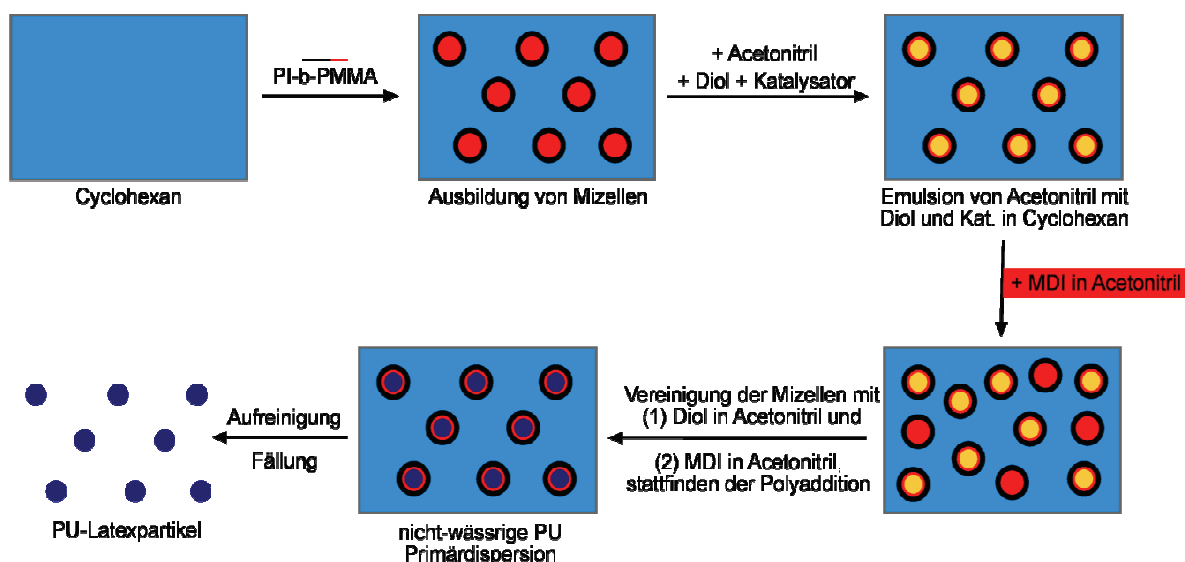 Cyclohexan
PI-b-PMMA
Ausbildung von Mizellen
+ Acetonitril
+ Diol + Katalysator
Emulsion von Acetonitril mit
Diol und Kat. in Cyclohexan
+ MDI in Acetonitril
Vereinigung der Mizellen mit
(1) Diol in Acetonitril und
(2) MDI in Acetonitril,
stattfinden der Polyaddition
nicht-wässrige PU
Primärdispersion
Aufreinigung
Fällung
PU-Latexpartikel